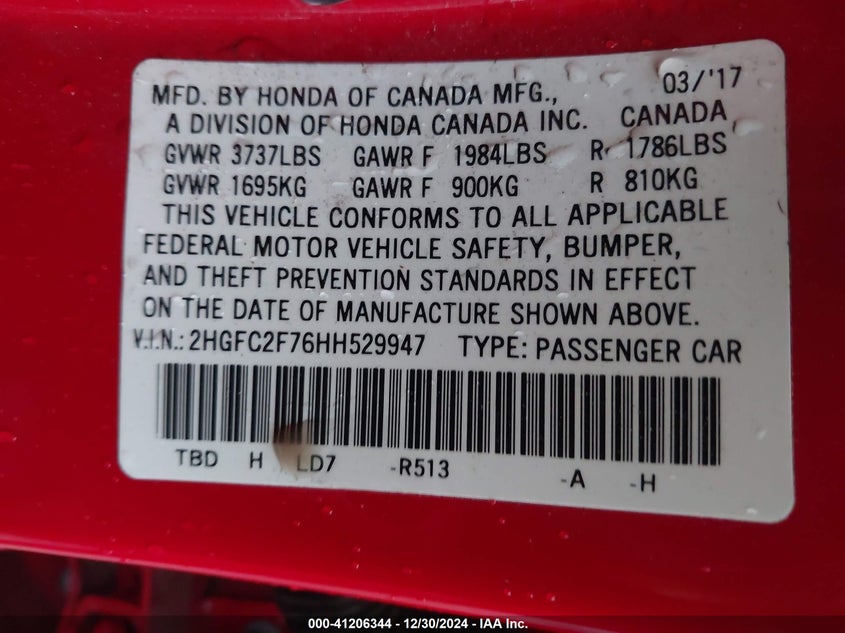 MFD. BY HONDA OF CANADA MFG., 03/'17
A DIVISION OF HONDA CANADA INC. CANADA
GVWR 3737LBS GAWR F 1984LBS R 1786LBS
GVWR 1695KG GAWR F 900KG R 810KG
THIS VEHICLE CONFORMS TO ALL APPLICABLE
FEDERAL MOTOR VEHICLE SAFETY, BUMPER,
AND THEFT PREVENTION STANDARDS IN EFFECT
ON THE DATE OF MANUFACTURE SHOWN ABOVE.
V.I.N.: 2HGFC2F76HH529947 TYPE: PASSENGER CAR
TBD H LD7 -R513 -A -H
000-41206344 - 12/30/2024 - IAA Inc.